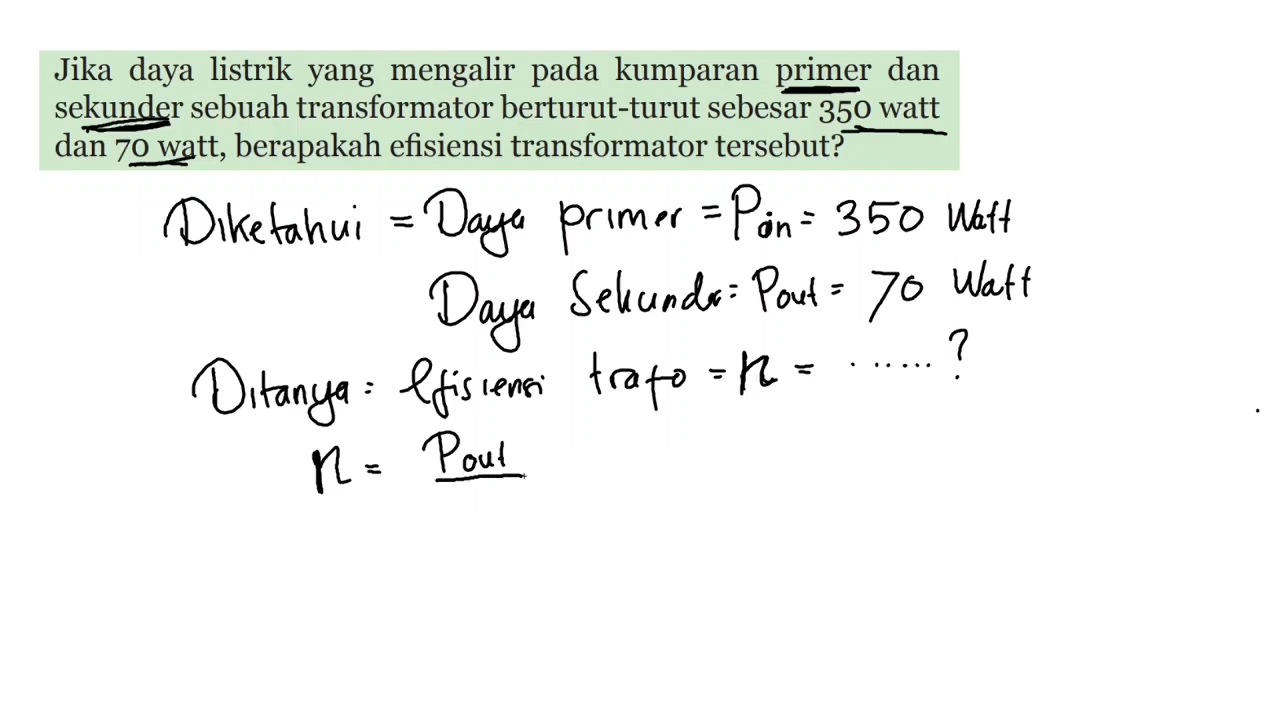 Jika daya listrik yang mengalir pada kumparan primer dan
sekunder sebuah transformator berturut-turut sebesar 350 watt
dan 70 watt, berapakah efisiensi transformator tersebut?
Diketahui = Daya primer = Pin = 350 Watt
Daya Sekunder = Pout = 70 Watt
Ditanya = efisiensi trafo = η = ...... ?
η = Pout